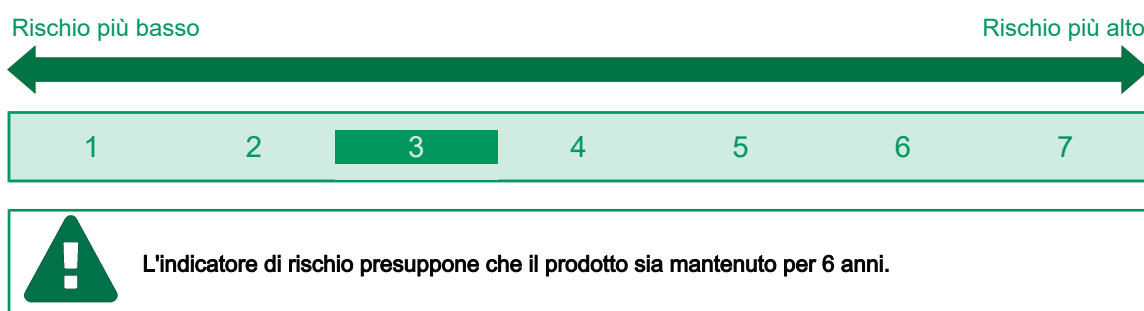 Rischio più basso Rischio più alto
1 2 3 4 5 6 7
L'indicatore di rischio presuppone che il prodotto sia mantenuto per 6 anni.